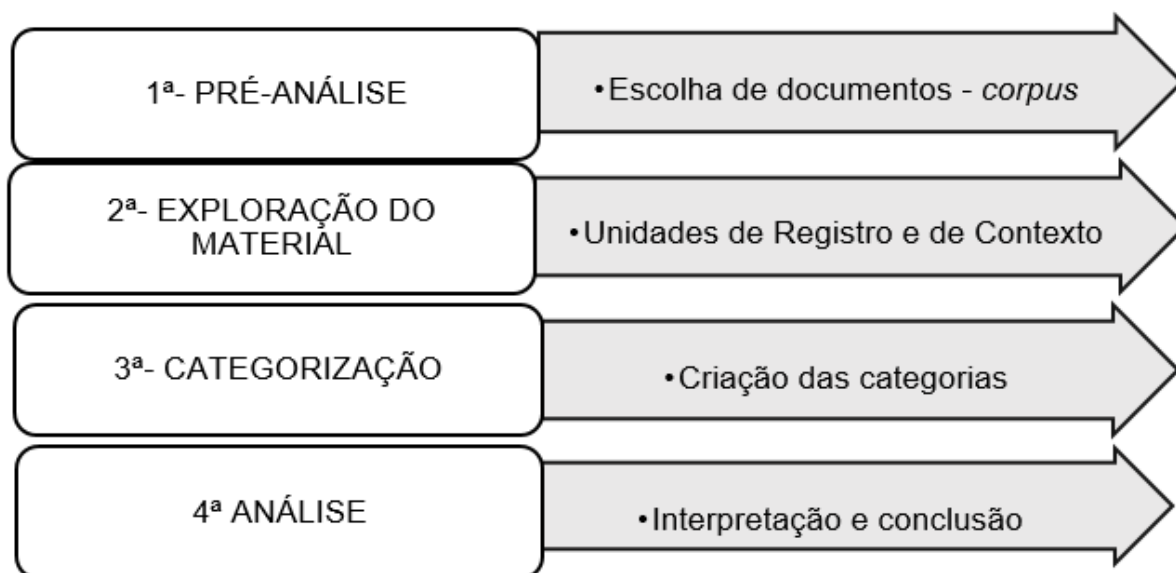 1ª- PRÉ-ANÁLISE
•Escolha de documentos - corpus
2ª- EXPLORAÇÃO DO
MATERIAL
•Unidades de Registro e de Contexto
3ª- CATEGORIZAÇÃO
•Criação das categorias
4ª ANÁLISE
•Interpretação e conclusão